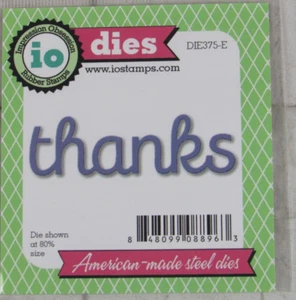 Impression Obsession
io
Rubber Stamps
dies
DIE375-E
www.iostamps.com
thanks
Die shown
at 80%
size
8 48099 08896 3
American-made steel dies